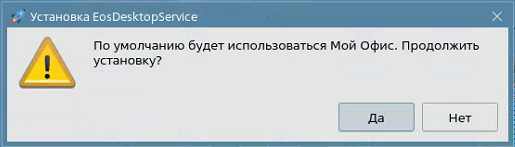 Установка EosDesktopService
По умолчанию будет использоваться Мой Офис. Продолжить
установку?
Да
Нет